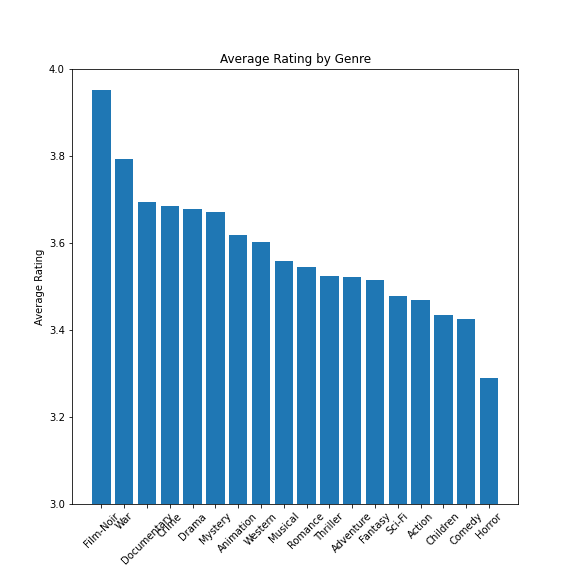 Average Rating by Genre
Average Rating
4.0
3.8
3.6
3.4
3.2
3.0
Film-Noir
War
Documentary
Crime
Drama
Mystery
Animation
Western
Musical
Romance
Thriller
Adventure
Fantasy
Sci-Fi
Action
Children
Comedy
Horror